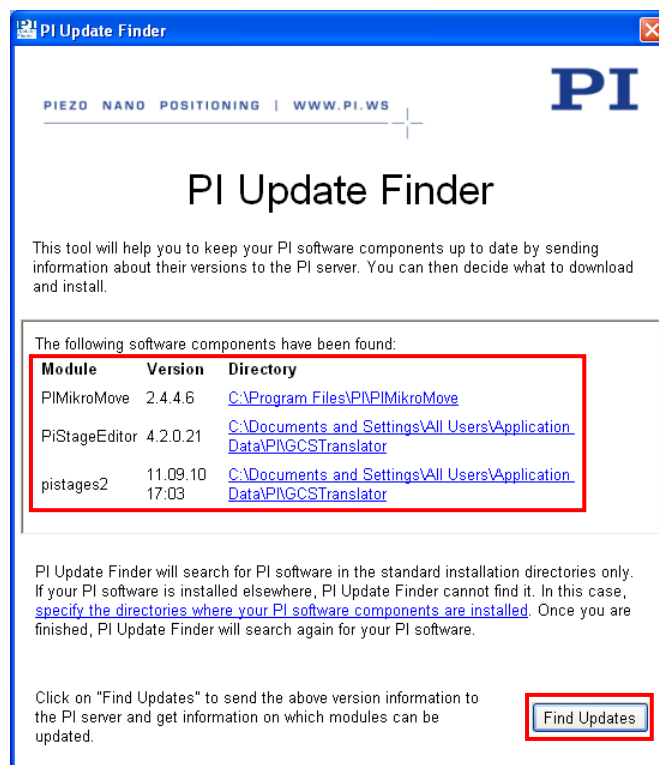 PI Update Finder
PIEZO NANO POSITIONING | WWW.PI.WS
PI
PI Update Finder
This tool will help you to keep your PI software components up to date by sending
information about their versions to the PI server. You can then decide what to download
and install.
The following software components have been found:
Module Version Directory
PIMikroMove 2.4.4.6 C:\Program Files\PI\PIMikroMove
PiStageEditor 4.2.0.21 C:\Documents and Settings\All Users\Application
Data\PI\GCSTranslator
pistages2 11.09.10 17:03 C:\Documents and Settings\All Users\Application
Data\PI\GCSTranslator
PI Update Finder will search for PI software in the standard installation directories only.
If your PI software is installed elsewhere, PI Update Finder cannot find it. In this case,
specify the directories where your PI software components are installed. Once you are
finished, PI Update Finder will search again for your PI software.
Click on "Find Updates" to send the above version information to
the PI server and get information on which modules can be
updated.
Find Updates